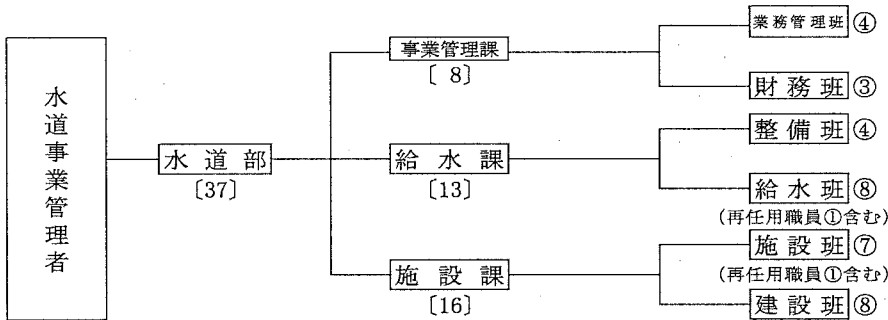 水道事業管理者
水道部
〔37〕
事業管理課
〔 8〕
業務管理班 ④
財務班 ③
給水課
〔13〕
整備班 ④
給水班 ⑧
(再任用職員①含む)
施設課
〔16〕
施設班 ⑦
(再任用職員①含む)
建設班 ⑧